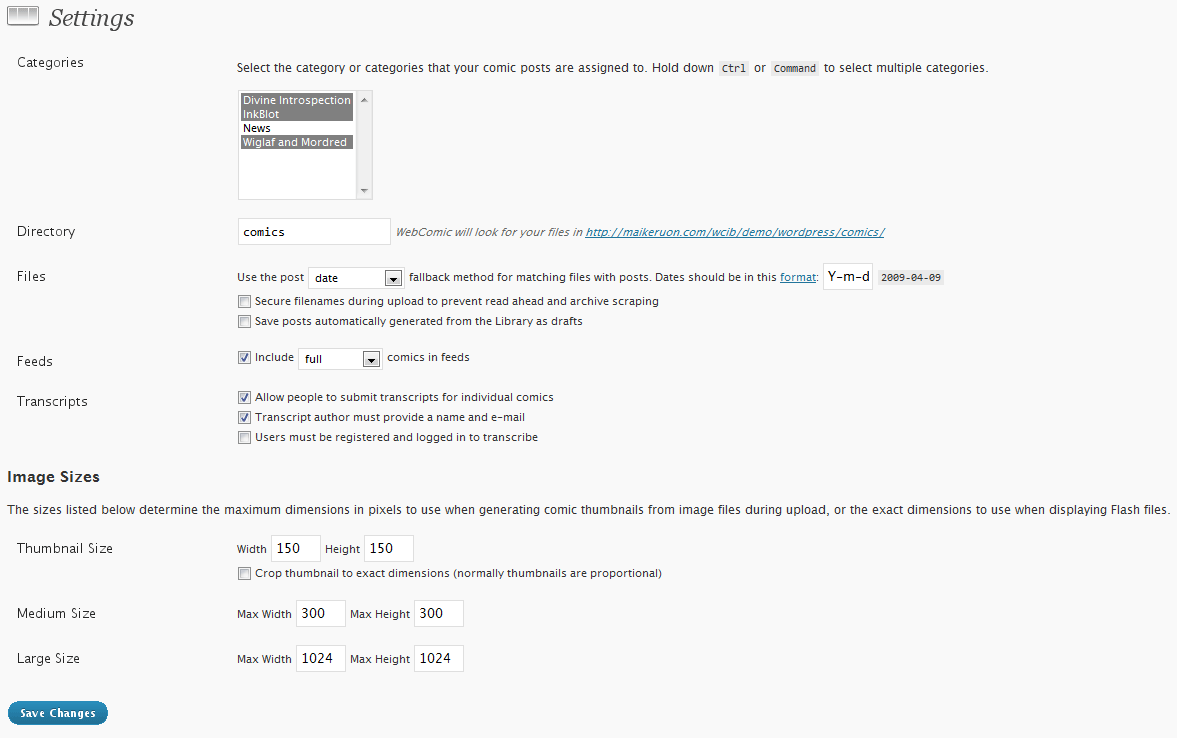 Settings
Categories
Select the category or categories that your comic posts are assigned to. Hold down Ctrl or Command to select multiple categories.
Divine Introspection
InkBlot
News
Wiglaf and Mordred
Directory
comics WebComic will look for your files in http://maikeruon.com/wcib/demo/wordpress/comics/
Files
Use the post date fallback method for matching files with posts. Dates should be in this format: Y-m-d 2009-04-09
Secure filenames during upload to prevent read ahead and archive scraping
Save posts automatically generated from the Library as drafts
Feeds
Include full comics in feeds
Transcripts
Allow people to submit transcripts for individual comics
Transcript author must provide a name and e-mail
Users must be registered and logged in to transcribe
Image Sizes
The sizes listed below determine the maximum dimensions in pixels to use when generating comic thumbnails from image files during upload, or the exact dimensions to use when displaying Flash files.
Thumbnail Size
Width 150 Height 150
Crop thumbnail to exact dimensions (normally thumbnails are proportional)
Medium Size
Max Width 300 Max Height 300
Large Size
Max Width 1024 Max Height 1024
Save Changes